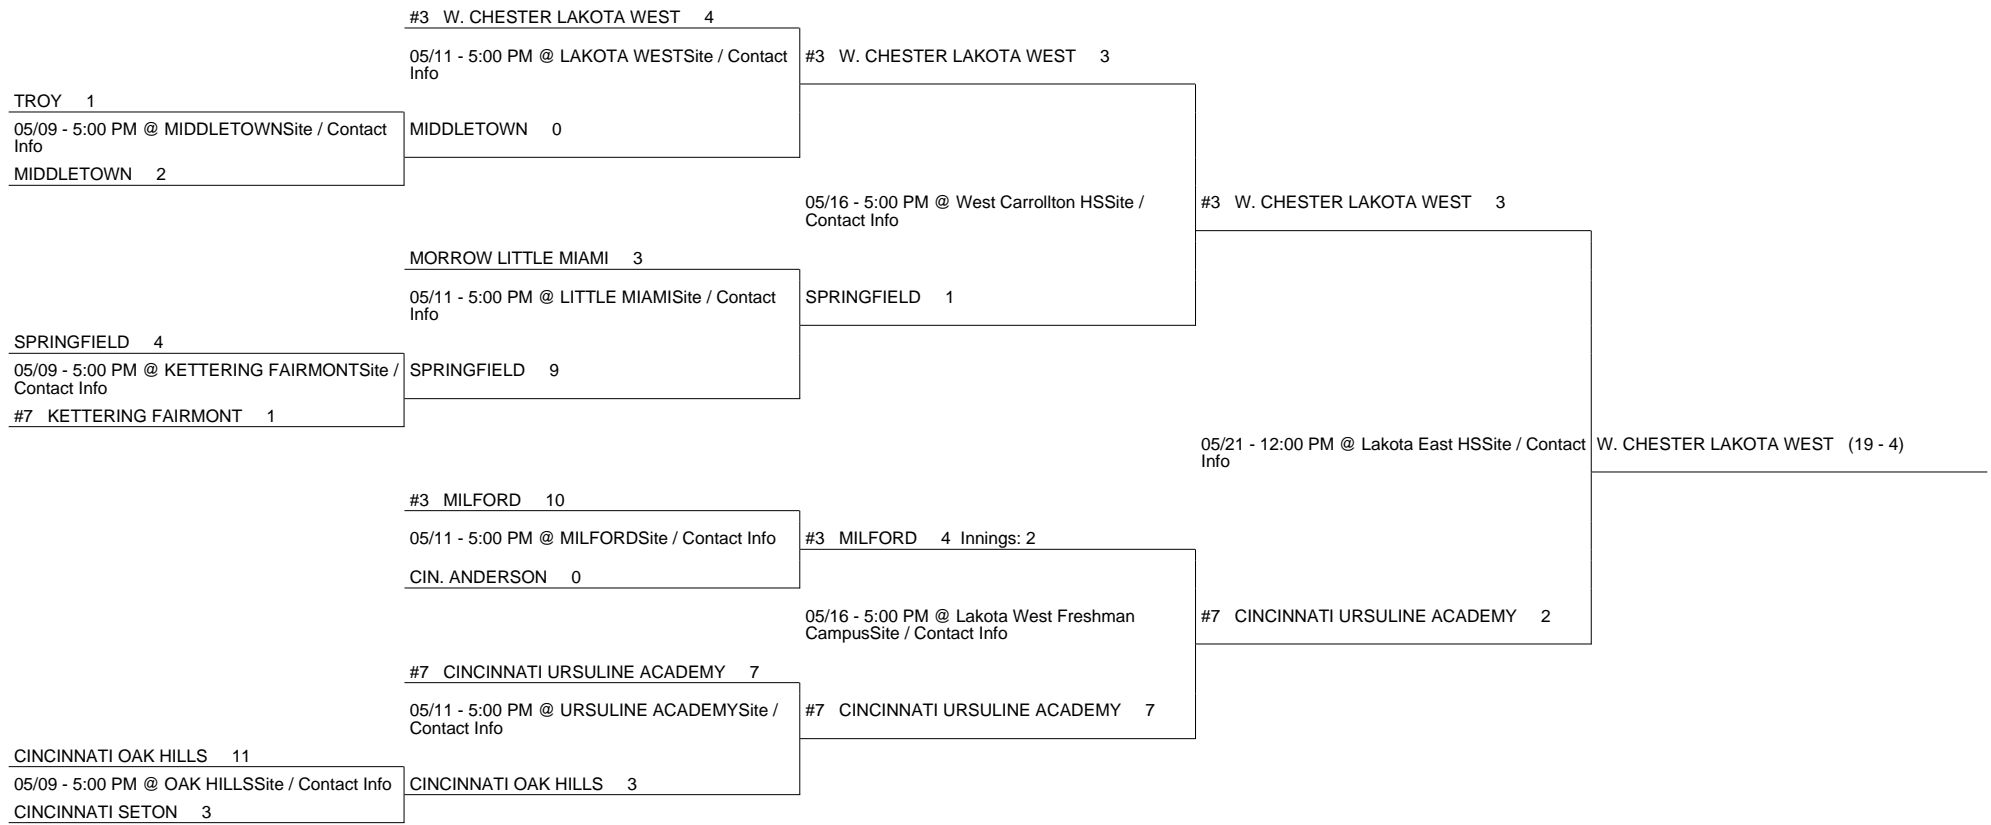 #3 W. CHESTER LAKOTA WEST 4
05/11 - 5:00 PM @ LAKOTA WESTSite / Contact
Info
#3 W. CHESTER LAKOTA WEST 3
TROY 1
05/09 - 5:00 PM @ MIDDLETOWNSite / Contact
Info
MIDDLETOWN 0
MIDDLETOWN 2
05/16 - 5:00 PM @ West Carrollton HSSite /
Contact Info
#3 W. CHESTER LAKOTA WEST 3
MORROW LITTLE MIAMI 3
05/11 - 5:00 PM @ LITTLE MIAMISite / Contact
Info
SPRINGFIELD 1
SPRINGFIELD 4
05/09 - 5:00 PM @ KETTERING FAIRMONTSite /
Contact Info
SPRINGFIELD 9
#7 KETTERING FAIRMONT 1
05/21 - 12:00 PM @ Lakota East HSSite / Contact
Info
W. CHESTER LAKOTA WEST (19 - 4)
#3 MILFORD 10
05/11 - 5:00 PM @ MILFORDSite / Contact Info
#3 MILFORD 4 Innings: 2
CIN. ANDERSON 0
05/16 - 5:00 PM @ Lakota West Freshman
CampusSite / Contact Info
#7 CINCINNATI URSULINE ACADEMY 2
#7 CINCINNATI URSULINE ACADEMY 7
05/11 - 5:00 PM @ URSULINE ACADEMYSite /
Contact Info
#7 CINCINNATI URSULINE ACADEMY 7
CINCINNATI OAK HILLS 11
05/09 - 5:00 PM @ OAK HILLSSite / Contact Info
CINCINNATI OAK HILLS 3
CINCINNATI SETON 3